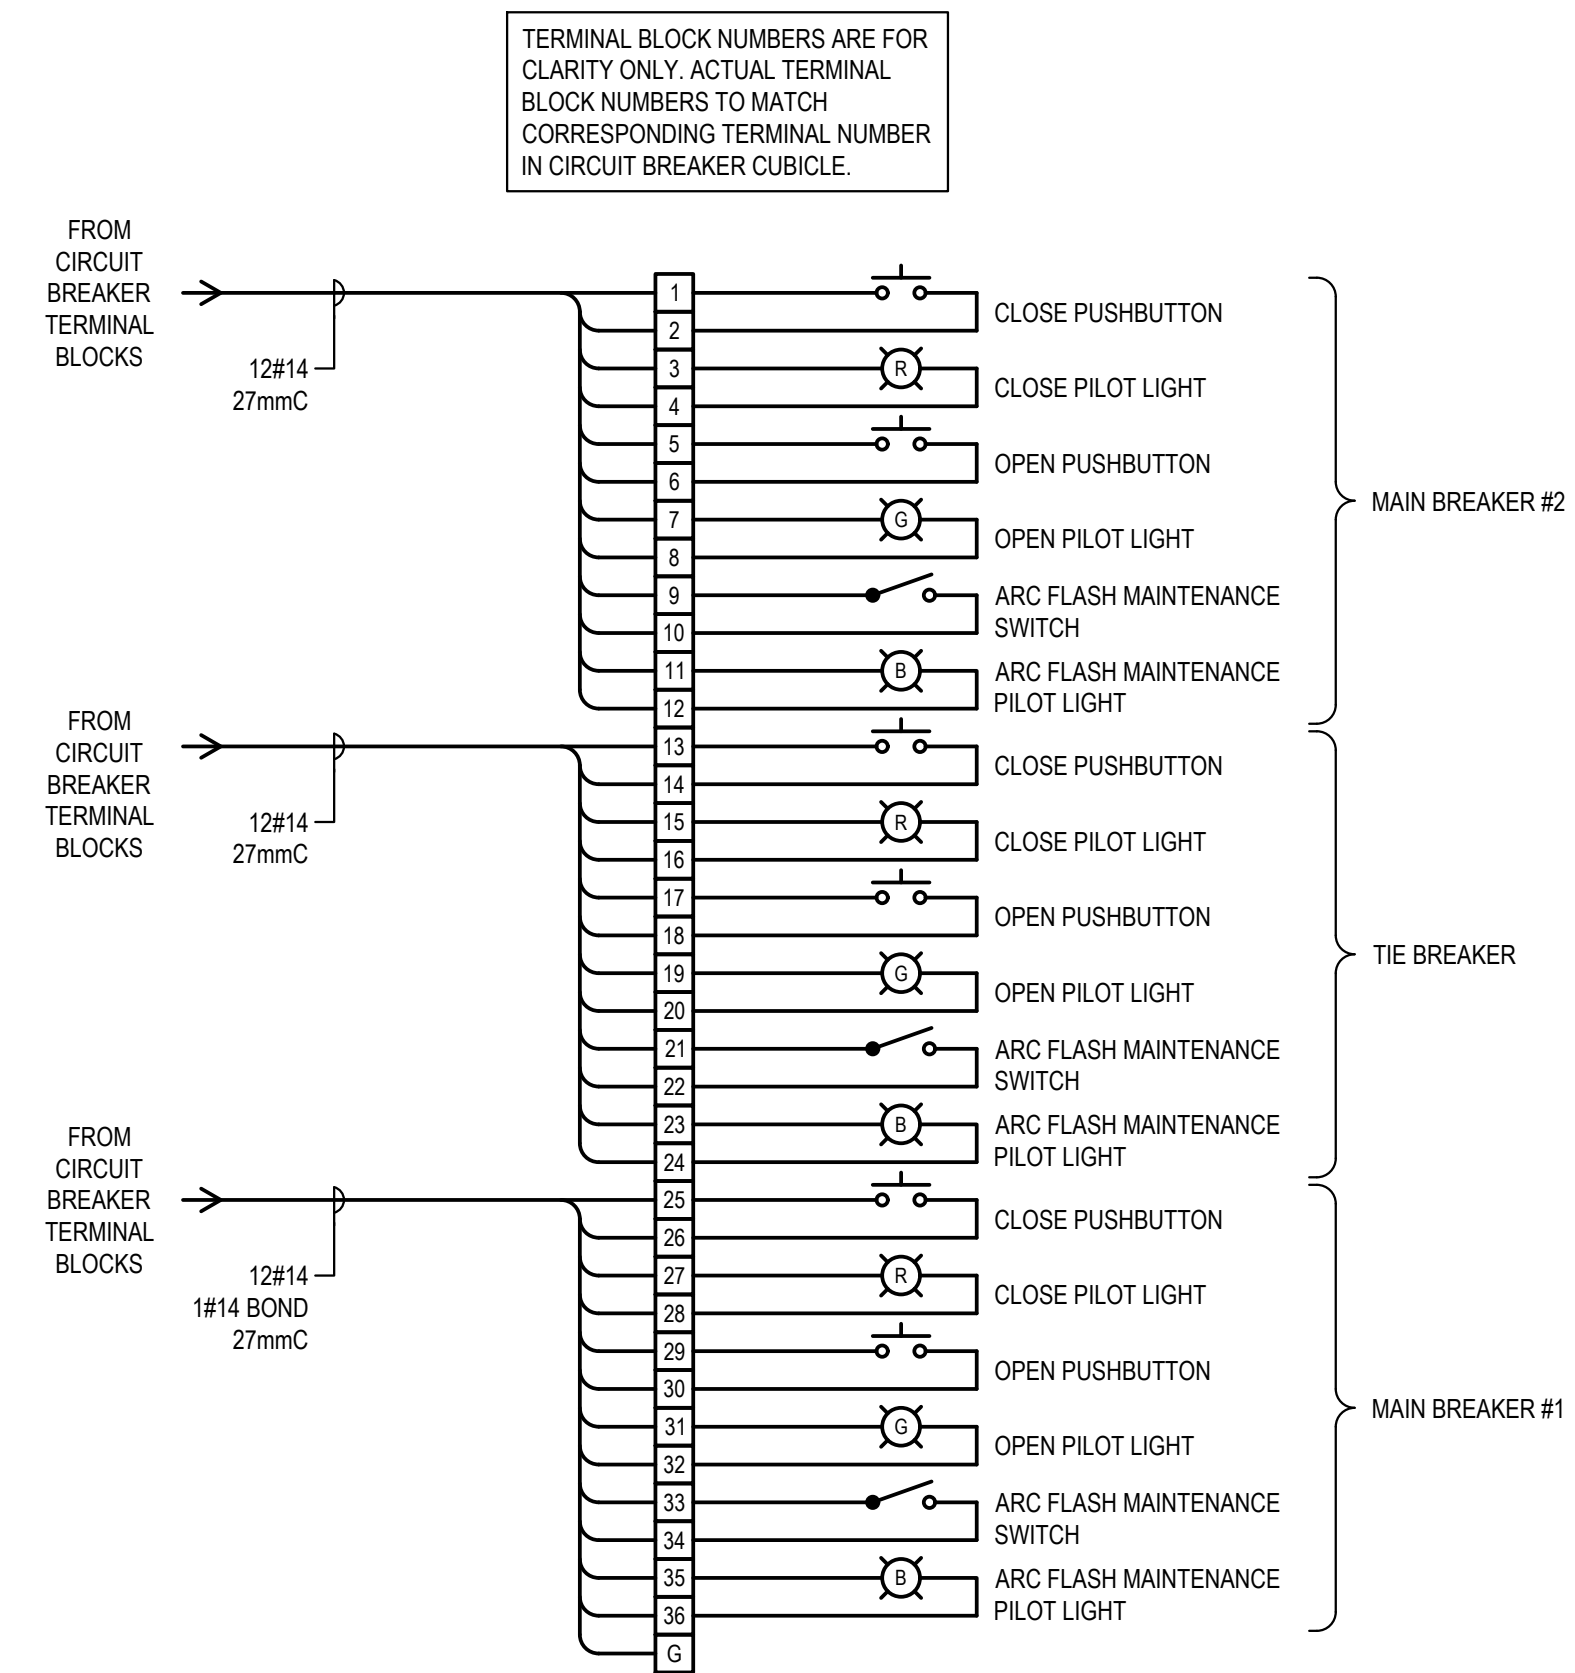 TERMINAL BLOCK NUMBERS ARE FOR
CLARITY ONLY. ACTUAL TERMINAL
BLOCK NUMBERS TO MATCH
CORRESPONDING TERMINAL NUMBER
IN CIRCUIT BREAKER CUBICLE.
FROM
CIRCUIT
BREAKER
TERMINAL
BLOCKS
12#14
27mmC
1
2
CLOSE PUSHBUTTON
3
R
4
CLOSE PILOT LIGHT
5
6
OPEN PUSHBUTTON
7
G
8
OPEN PILOT LIGHT
9
10
ARC FLASH MAINTENANCE
SWITCH
11
B
12
ARC FLASH MAINTENANCE
PILOT LIGHT
MAIN BREAKER #2
FROM
CIRCUIT
BREAKER
TERMINAL
BLOCKS
12#14
27mmC
13
14
CLOSE PUSHBUTTON
15
R
16
CLOSE PILOT LIGHT
17
18
OPEN PUSHBUTTON
19
G
20
OPEN PILOT LIGHT
21
22
ARC FLASH MAINTENANCE
SWITCH
23
B
24
ARC FLASH MAINTENANCE
PILOT LIGHT
TIE BREAKER
FROM
CIRCUIT
BREAKER
TERMINAL
BLOCKS
12#14
1#14 BOND
27mmC
25
26
CLOSE PUSHBUTTON
27
R
28
CLOSE PILOT LIGHT
29
30
OPEN PUSHBUTTON
31
G
32
OPEN PILOT LIGHT
33
34
ARC FLASH MAINTENANCE
SWITCH
35
B
36
ARC FLASH MAINTENANCE
PILOT LIGHT
G
MAIN BREAKER #1